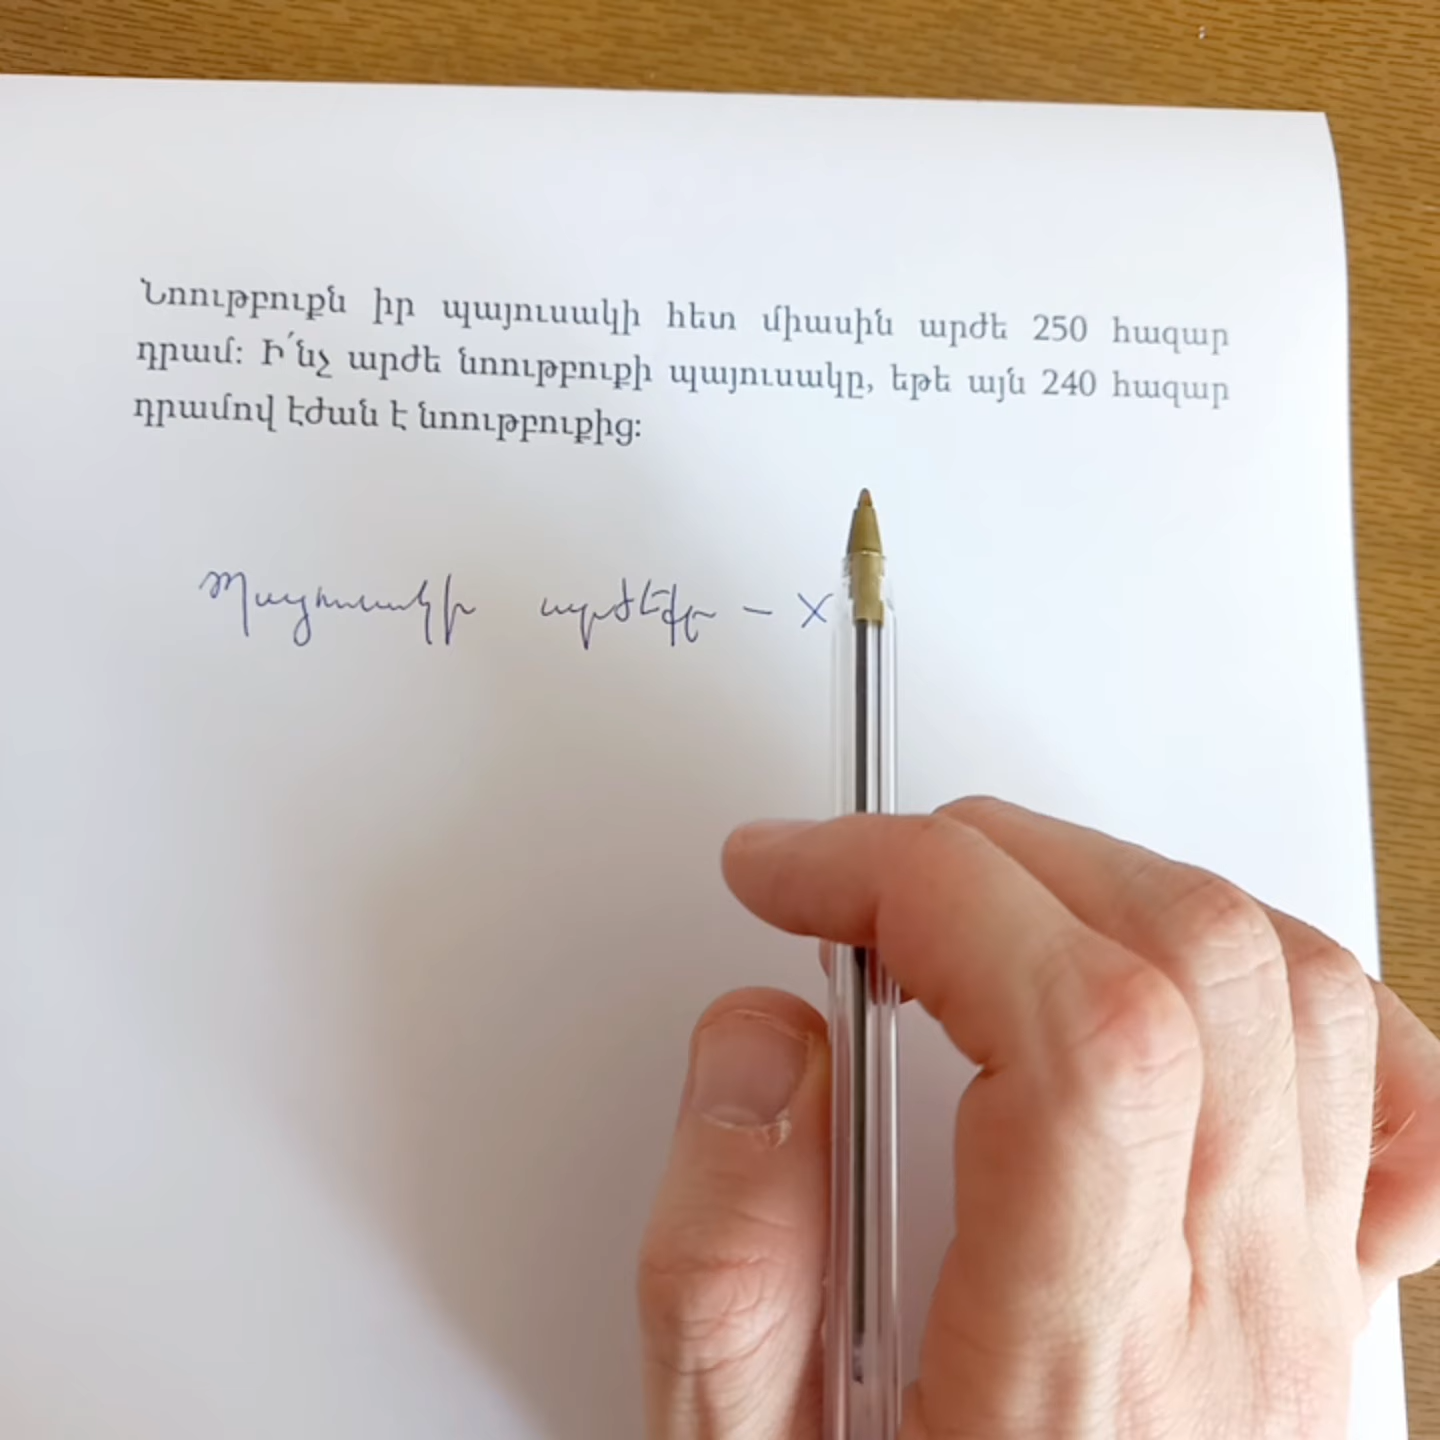 Նոութբուքն իր պայուսակի հետ միասին արժե 250 հազար
դրամ: Ի՛նչ արժե նոութբուքի պայուսակը, եթե այն 240 հազար
դրամով էժան է նոութբուքից:
Պայուսակի արժեքը – x